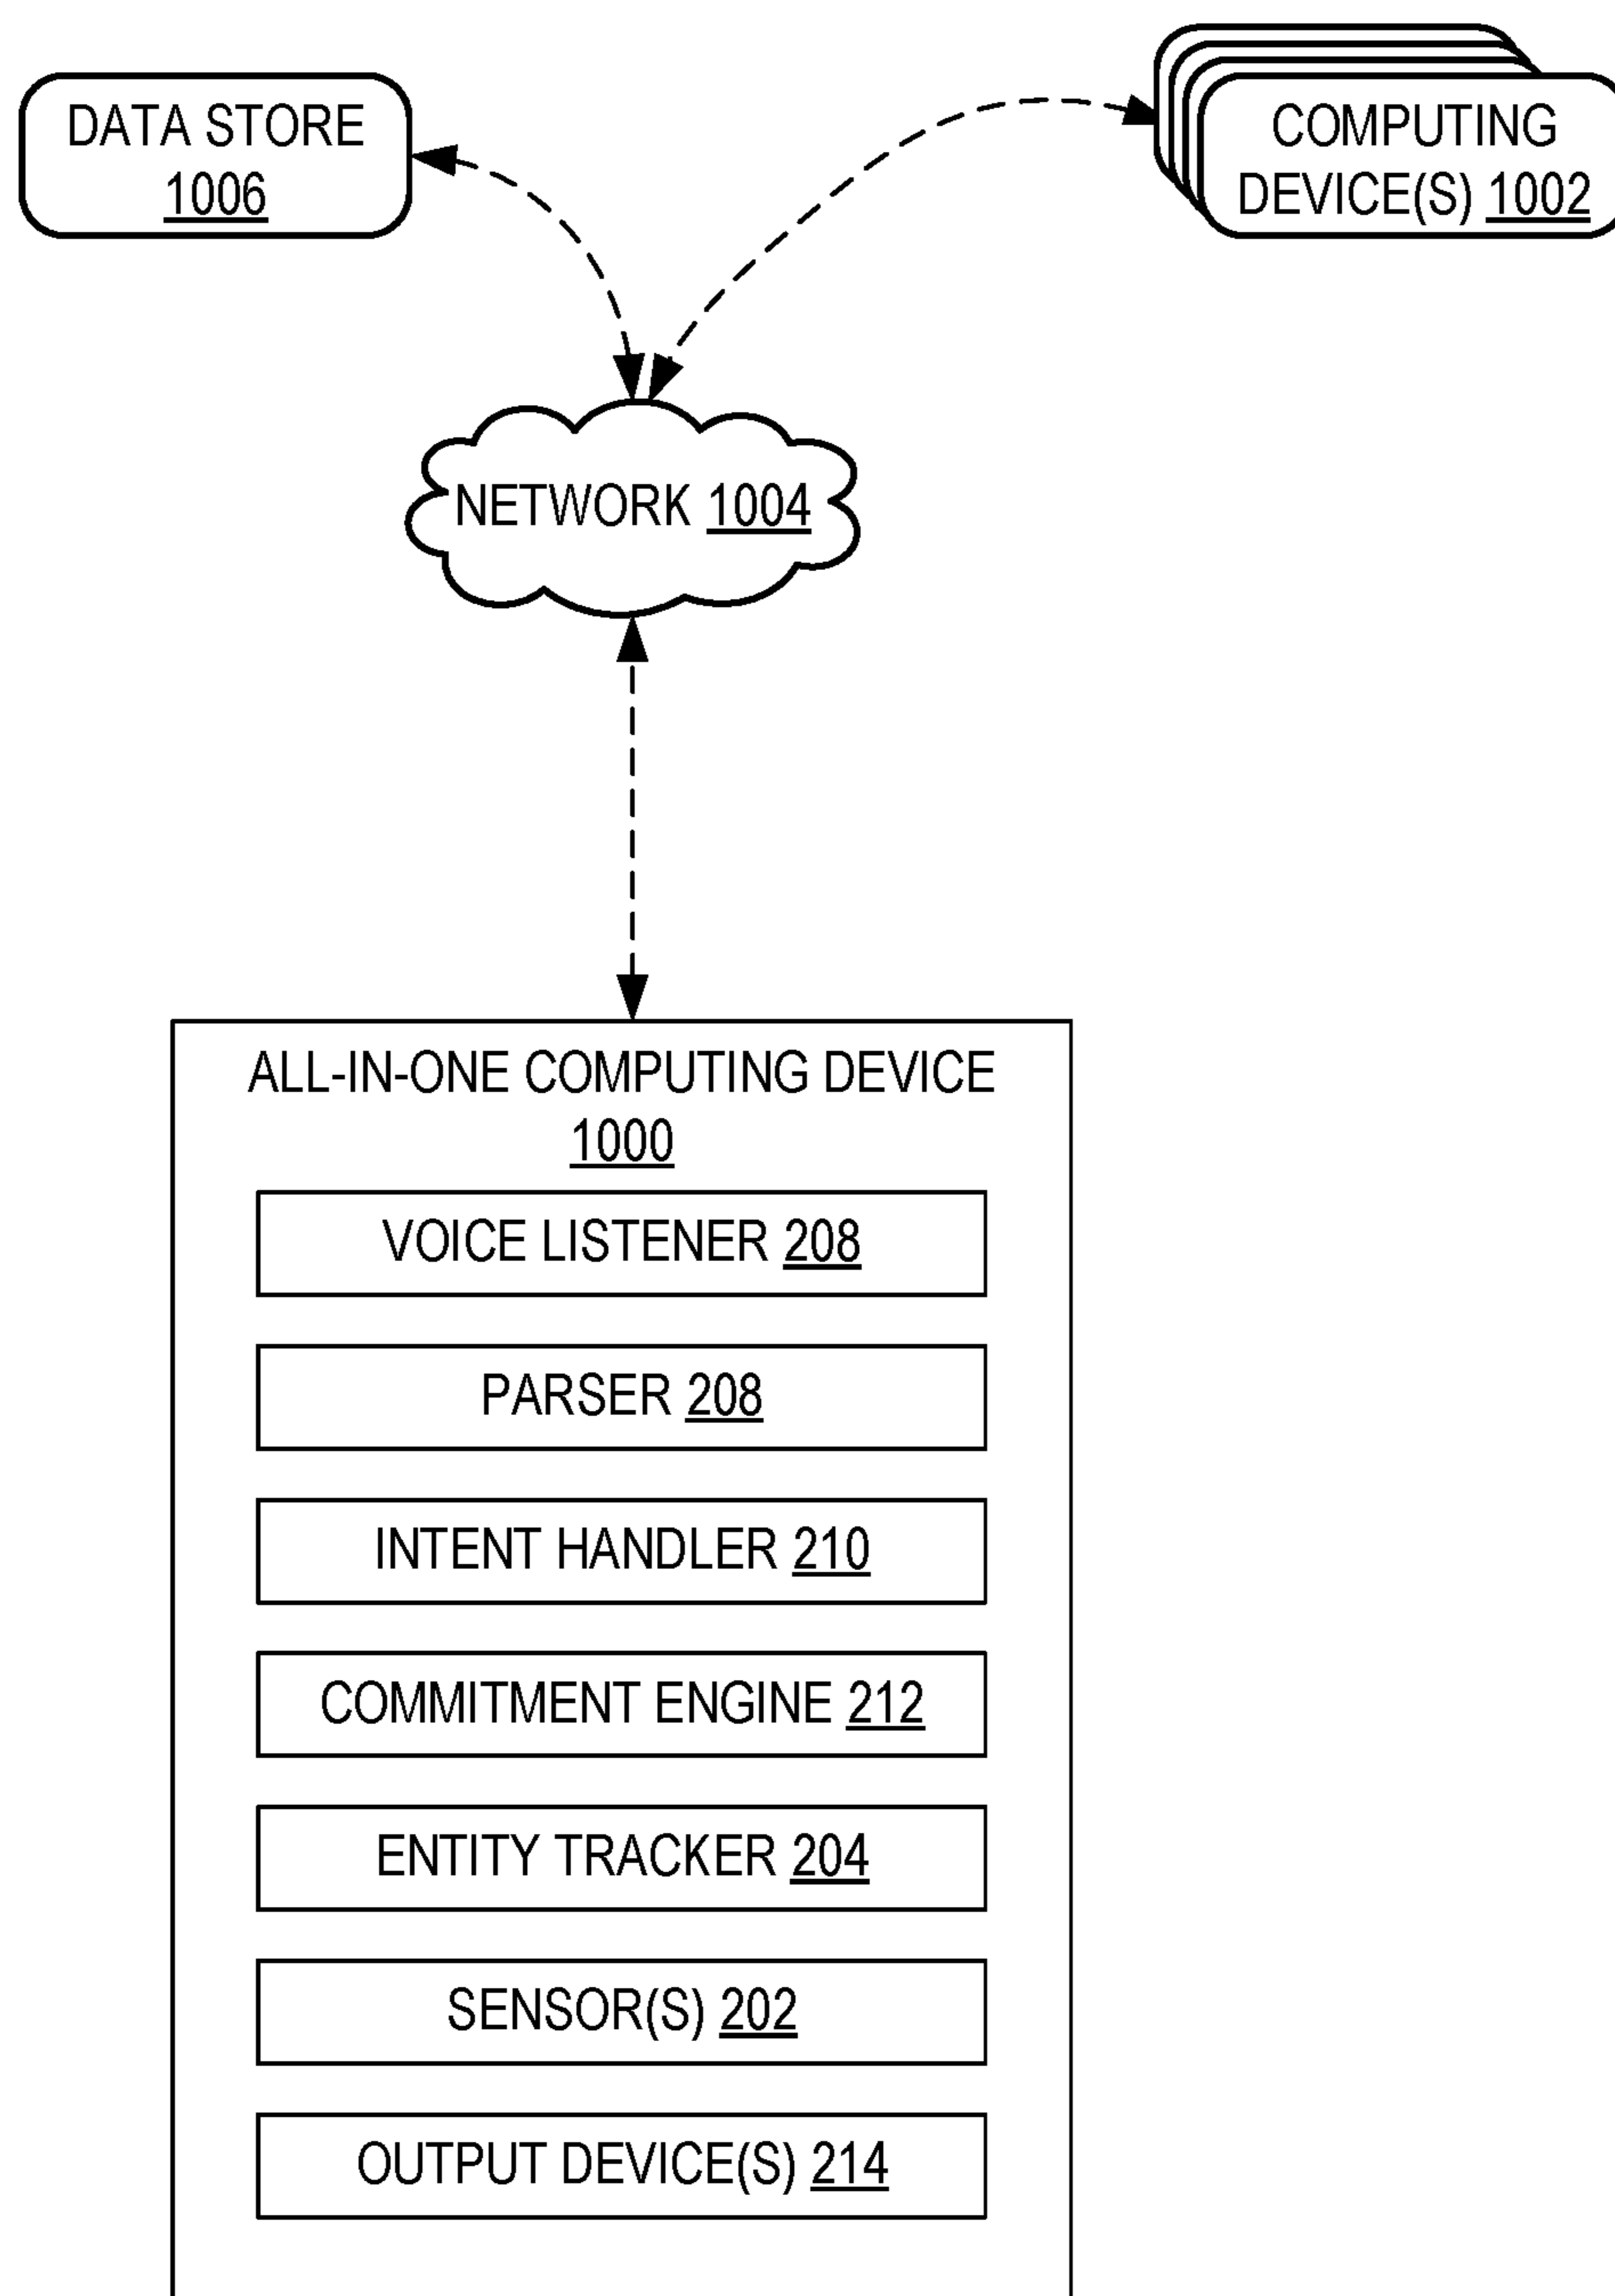 DATA STORE
1006
COMPUTING
DEVICE(S) 1002
NETWORK 1004
ALL-IN-ONE COMPUTING DEVICE
1000
VOICE LISTENER 208
PARSER 208
INTENT HANDLER 210
COMMITMENT ENGINE 212
ENTITY TRACKER 204
SENSOR(S) 202
OUTPUT DEVICE(S) 214